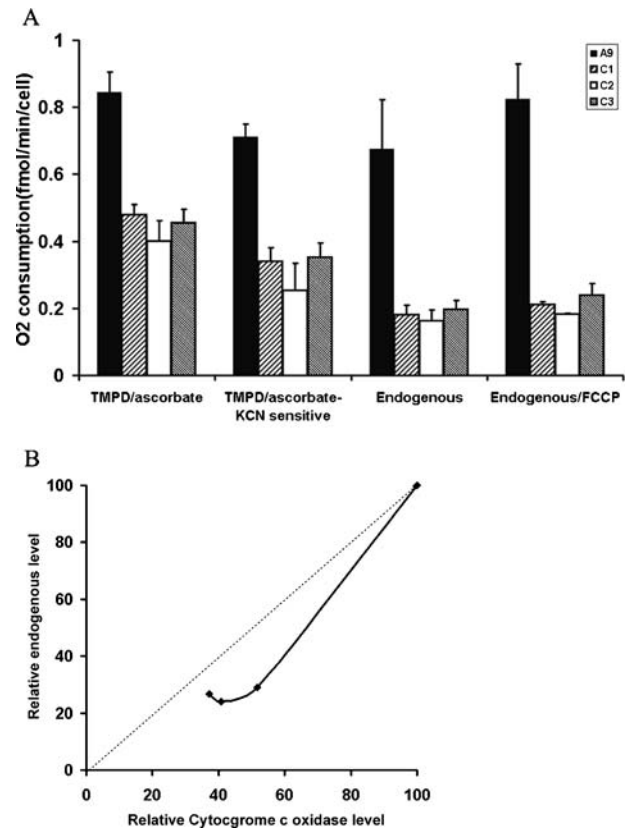 A
O2 consumption(fmol/min/cell)
1
0.8
0.6
0.4
0.2
0
A9
C1
C2
C3
TMPD/ascorbate
TMPD/ascorbate-
KCN sensitive
Endogenous
Endogenous/FCCP
B
Relative endogenous level
100
80
60
40
20
0
0 20 40 60 80 100
Relative Cytocgrome c oxidase level